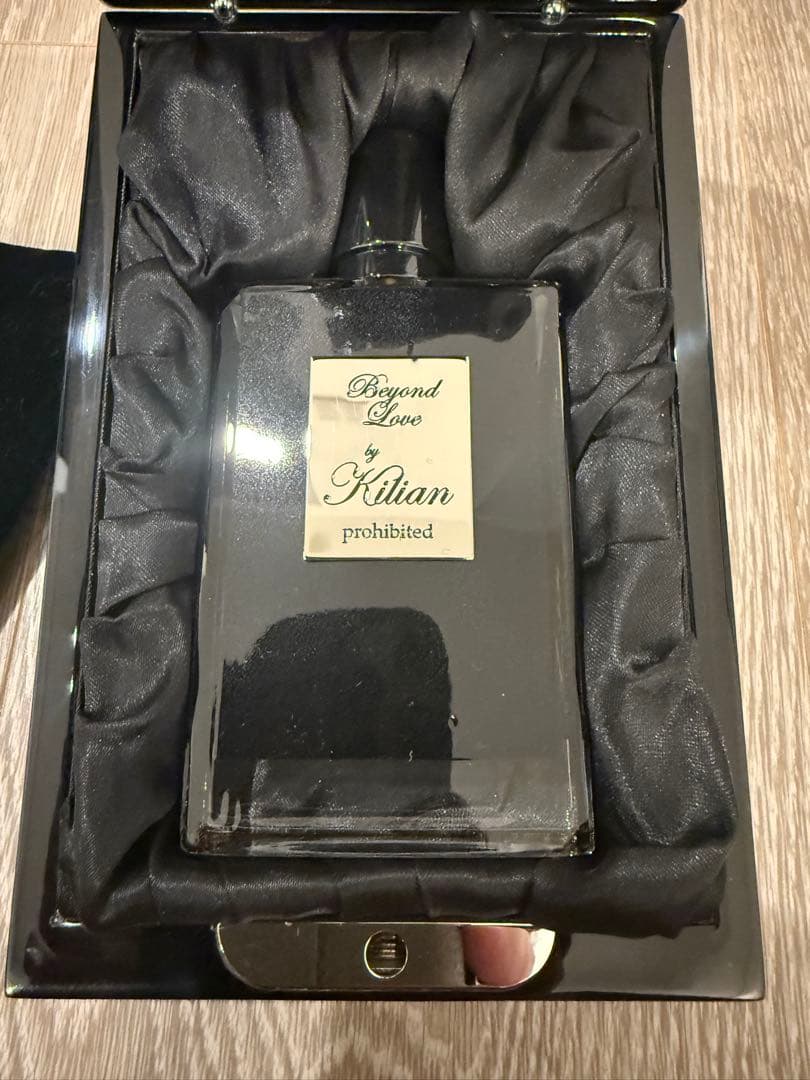 Beyond
Love
by
Kilian
prohibited